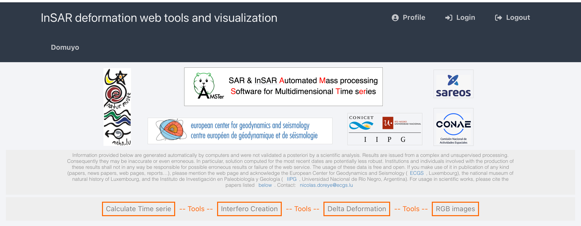 InSAR deformation web tools and visualization
Profile
Login
Logout
Domuyo
AMSTer
SAR & InSAR Automated Mass processing
Software for Multidimensional Time series
sareos
european center for geodynamics and seismology
centre européen de géodynamique et de séismologie
CONICET
I I P G
CONAE
Information provided below are generated automatically by computers and were not validated a posteriori by a scientific analysis. Results are issued from a complex and unsupervised processing.
Consequently they may be inaccurate or even erroneous. In particular, solution computed for the most recent dates are potentially less robust. Institutions and individuals involved with the production of
these results shall not in any way be responsible for possible erroneous results or failure of the web service. The usage of these data is free and open. If you make use of it in publication of any kind
(papers, news papers, web pages, reports...), please mention the web page and acknowledge the European Center for Geodynamics and Seismology ( ECGS , Luxembourg), the national museum of
natural history of Luxembourg, and the Instituto de Investigación en Paleobiología y Geología ( IIPG , Universidad Nacional de Rio Negro, Argentina). For usage in scientific works, please cite the
papers listed below . Contact : nicolas.doreye@ecgs.lu
Calculate Time serie -- Tools -- Interfero Creation -- Tools -- Delta Deformation -- Tools -- RGB images